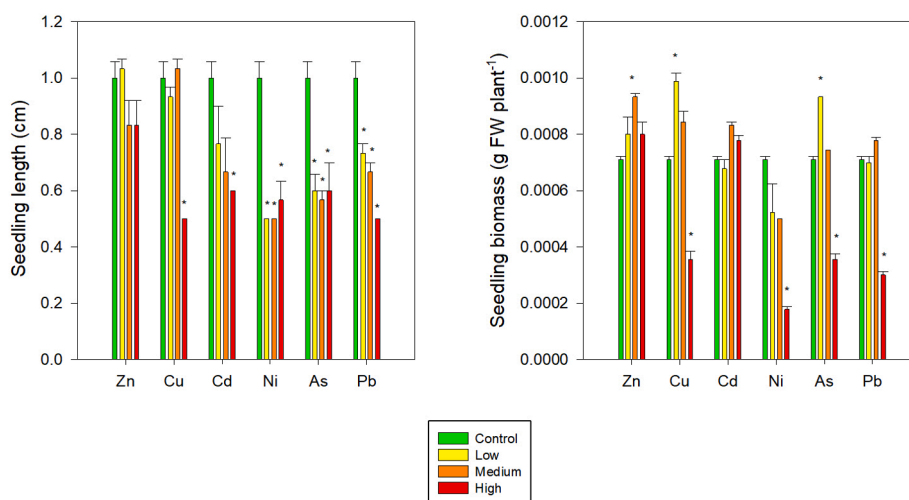 Seedling length (cm)
1.2
1.0
0.8
0.6
0.4
0.2
0.0
Zn Cu Cd Ni As Pb
Seedling biomass (g FW plant⁻¹)
0.0012
0.0010
0.0008
0.0006
0.0004
0.0002
0.0000
Zn Cu Cd Ni As Pb
Control
Low
Medium
High